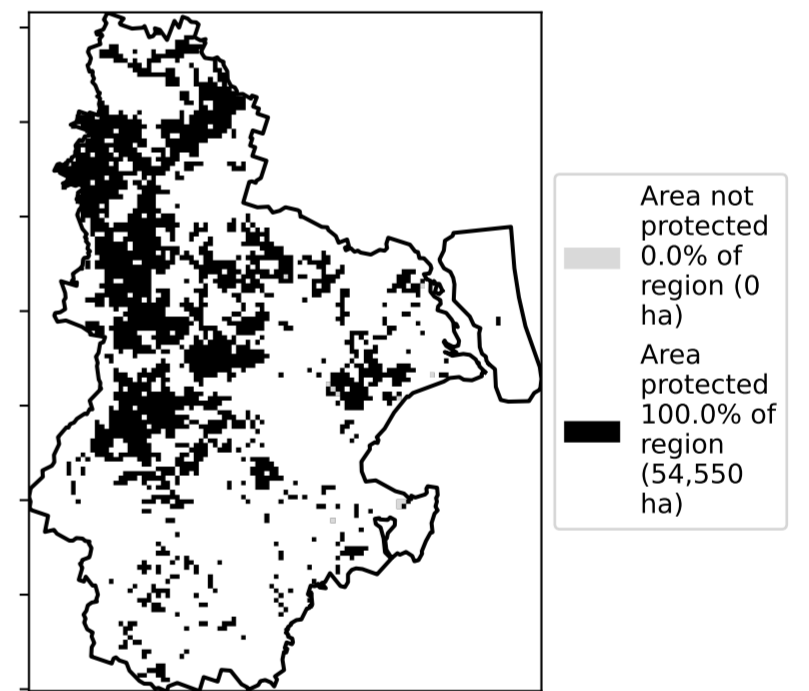 Area not
protected
0.0% of
region (0
ha)
Area
protected
100.0% of
region
(54,550
ha)